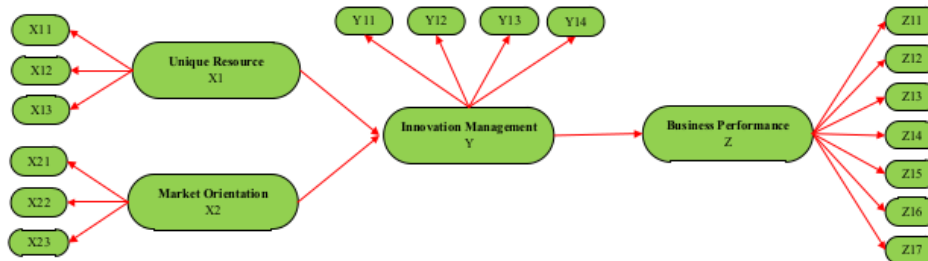 X11
X12
X13
Unique Resource
X1
X21
X22
X23
Market Orientation
X2
Y11
Y12
Y13
Y14
Innovation Management
Y
Business Performance
Z
Z11
Z12
Z13
Z14
Z15
Z16
Z17